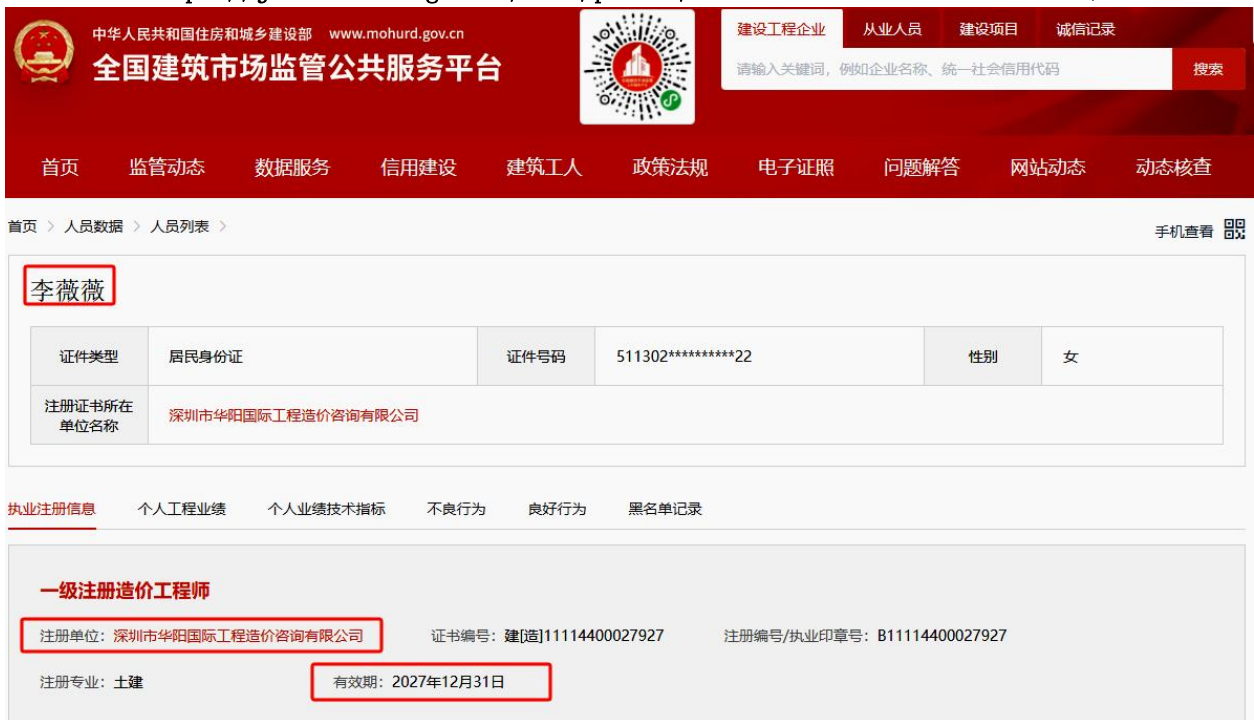 中华人民共和国住房和城乡建设部 www.mohurd.gov.cn
全国建筑市场监管公共服务平台
建设工程企业 从业人员 建设项目 诚信记录
请输入关键词，例如企业名称、统一社会信用代码 搜索
首页 监管动态 数据服务 信用建设 建筑工人 政策法规 电子证照 问题解答 网站动态 动态核查
首页 > 人员数据 > 人员列表 >
手机查看
李薇薇
证件类型 居民身份证 证件号码 511302**********22 性别 女
注册证书所在
单位名称
深圳市华阳国际工程造价咨询有限公司
执业注册信息 个人工程业绩 个人业绩技术指标 不良行为 良好行为 黑名单记录
一级注册造价工程师
注册单位：深圳市华阳国际工程造价咨询有限公司 证书编号：建[造]11114400027927 注册编号/执业印章号：B11114400027927
注册专业：土建 有效期：2027年12月31日